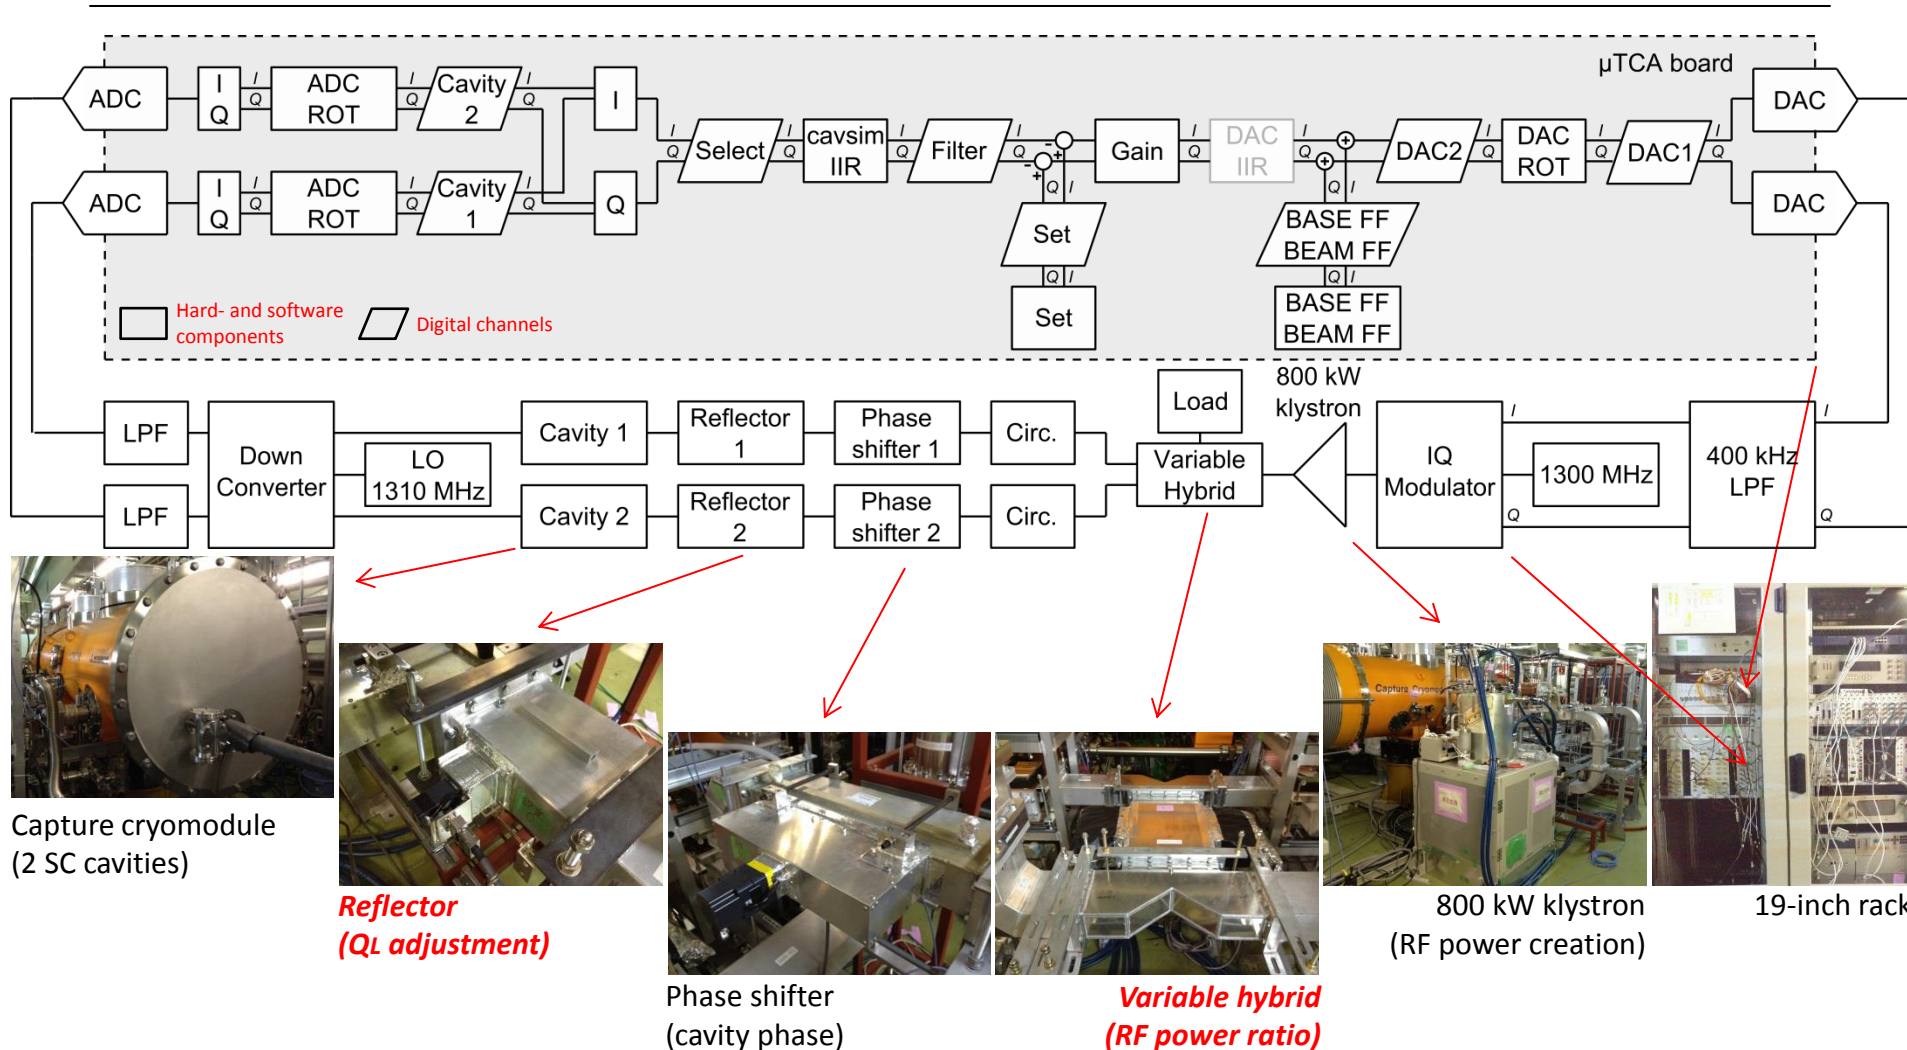 µTCA board
ADC
I
Q
I
Q
ADC
ROT
I
Q
Cavity
2
I
Q
I
ADC
I
Q
I
Q
ADC
ROT
I
Q
Cavity
1
I
Q
Q
I
Q
Select
I
Q
cavsim
IIR
I
Q
Filter
I
Q
-
+
-
+
Gain
I
Q
DAC
IIR
I
Q
+
+
DAC2
I
Q
DAC
ROT
I
Q
DAC1
I
Q
DAC
DAC
Q I
Set
Q I
Set
Q I
BASE FF
BEAM FF
Q I
BASE FF
BEAM FF
Hard- and software
components
Digital channels
LPF
LPF
Down
Converter
LO
1310 MHz
Cavity 1
Reflector
1
Phase
shifter 1
Circ.
Cavity 2
Reflector
2
Phase
shifter 2
Circ.
Load
Variable
Hybrid
800 kW
klystron
IQ
Modulator
I
Q
1300 MHz
400 kHz
LPF
I
Q
Capture Cryomo
Capture cryomodule
(2 SC cavities)
Reflector
(QL adjustment)
Phase shifter
(cavity phase)
Variable hybrid
(RF power ratio)
800 kW klystron
(RF power creation)
19-inch rack